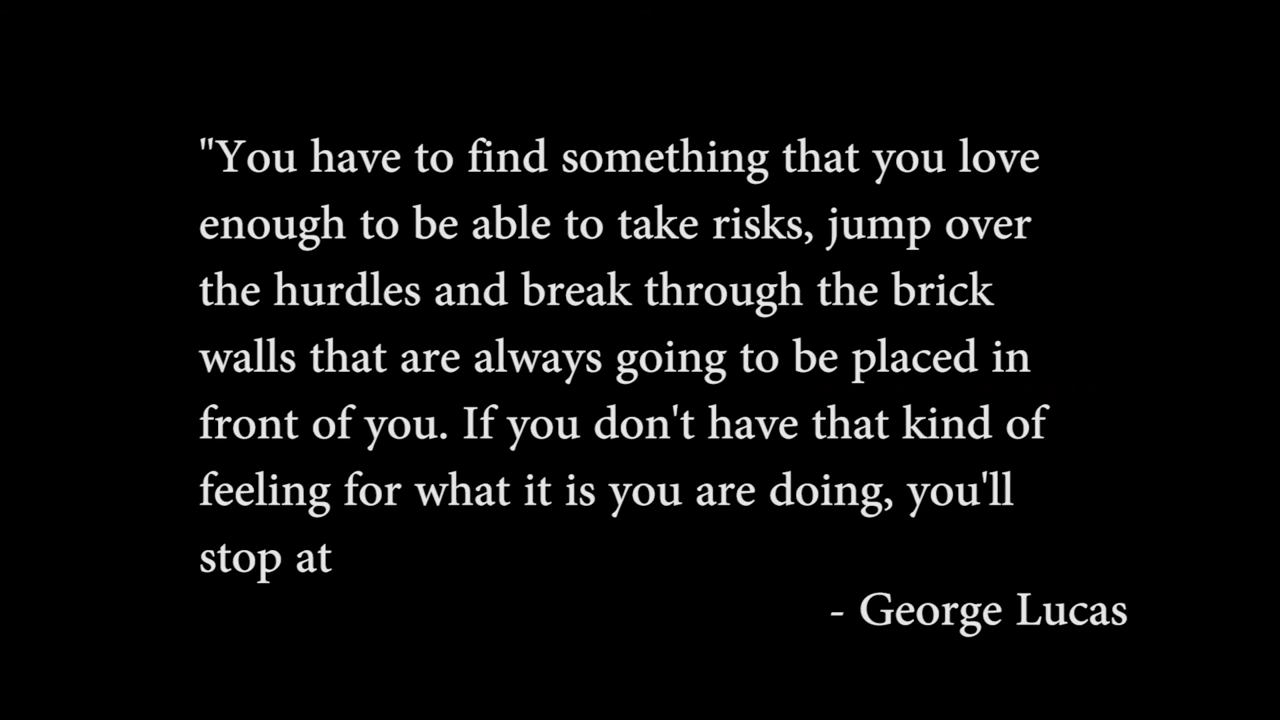 "You have to find something that you love
enough to be able to take risks, jump over
the hurdles and break through the brick
walls that are always going to be placed in
front of you. If you don't have that kind of
feeling for what it is you are doing, you'll
stop at
- George Lucas